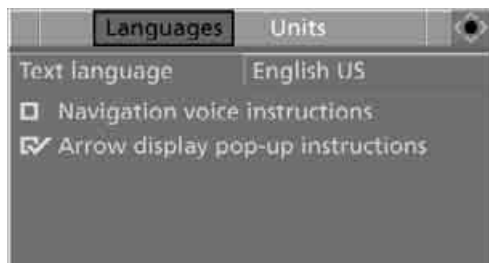 Languages Units
Text language English US
Navigation voice instructions
Arrow display pop-up instructions